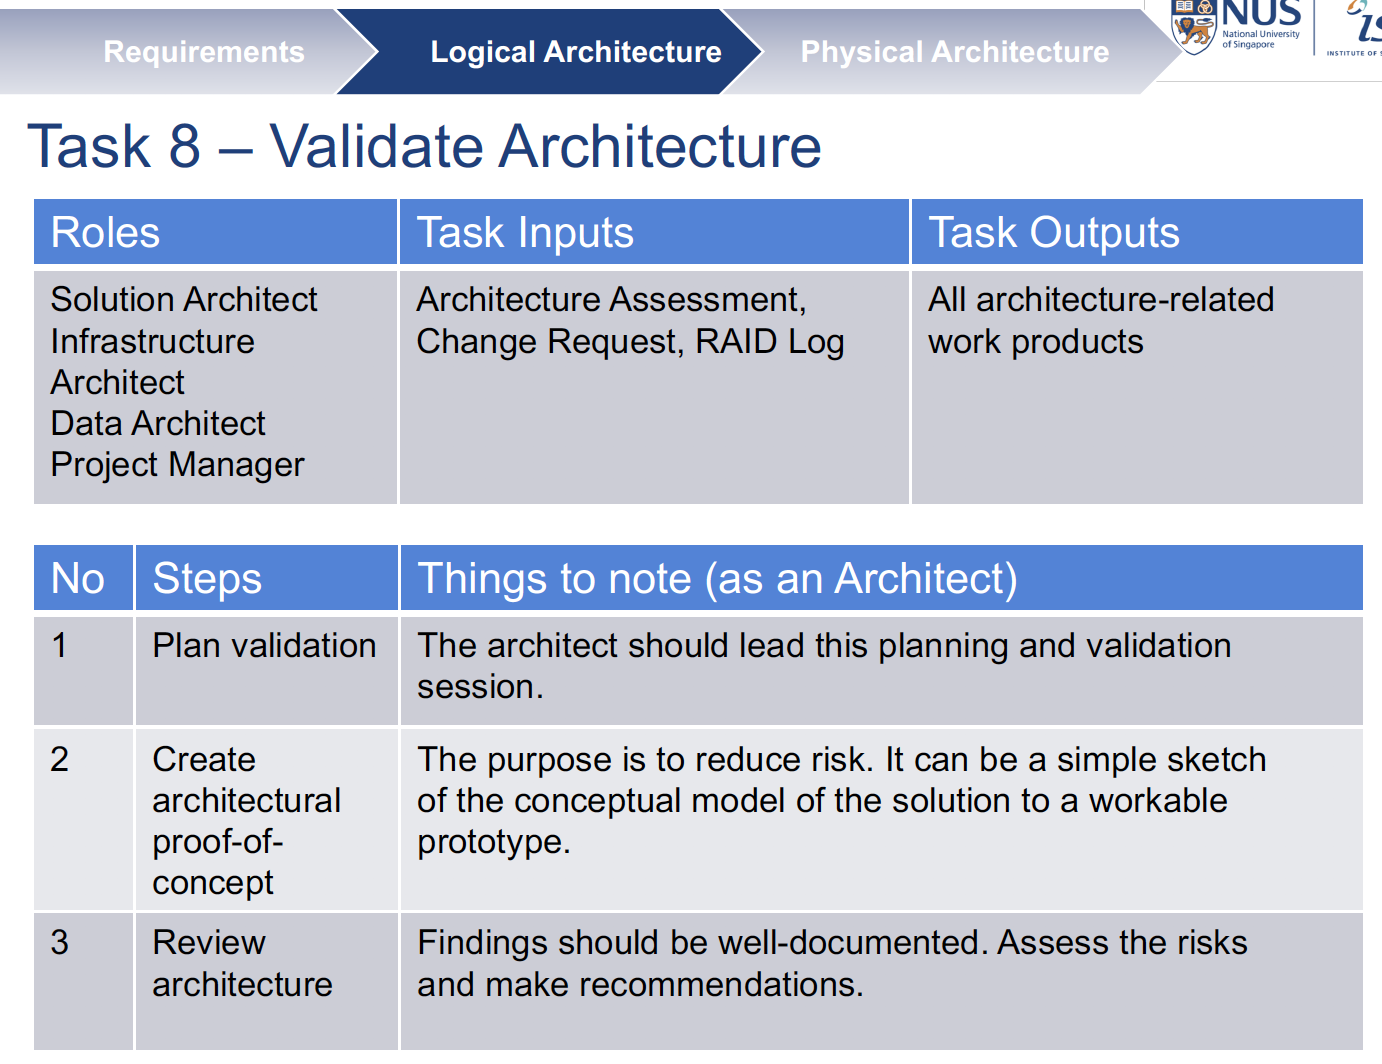 Requirements
Logical Architecture
Physical Architecture
NUS
National University
of Singapore
INSTITUTE OF
Task 8 – Validate Architecture
Roles
Task Inputs
Task Outputs
Solution Architect
Infrastructure
Architect
Data Architect
Project Manager
Architecture Assessment,
Change Request, RAID Log
All architecture-related
work products
No
Steps
Things to note (as an Architect)
1
Plan validation
The architect should lead this planning and validation
session.
2
Create
architectural
proof-of-
concept
The purpose is to reduce risk. It can be a simple sketch
of the conceptual model of the solution to a workable
prototype.
3
Review
architecture
Findings should be well-documented. Assess the risks
and make recommendations.